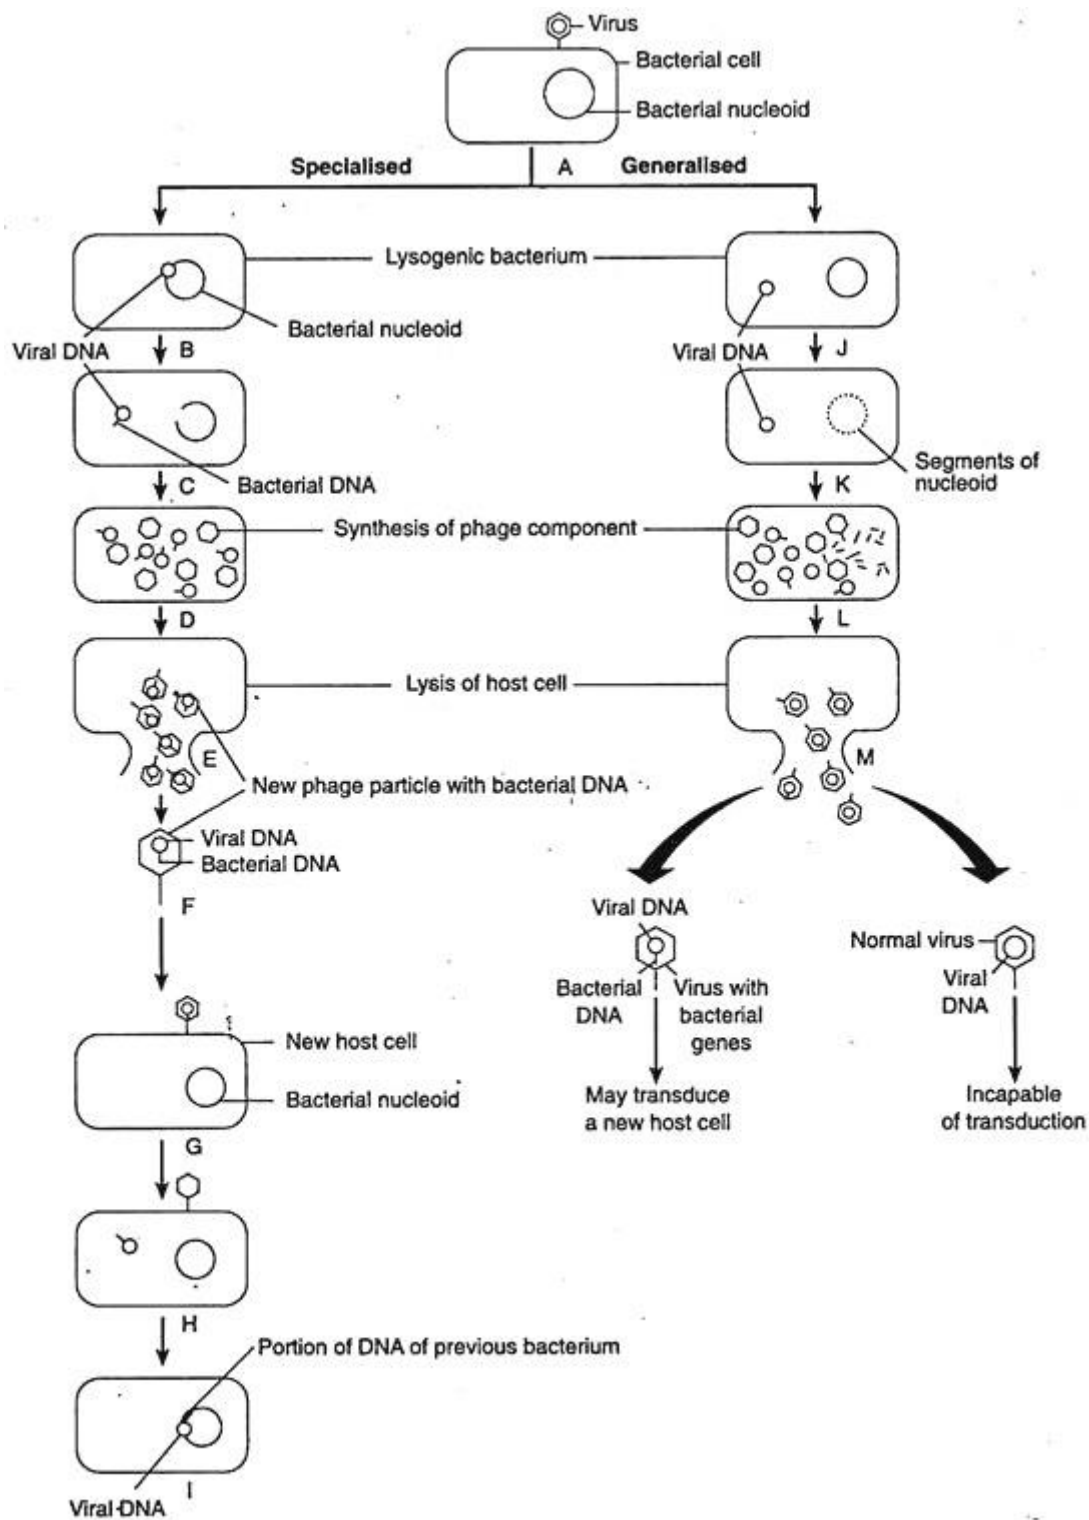 Virus
Bacterial cell
Bacterial nucleoid
Specialised
A
Generalised
Lysogenic bacterium
Bacterial nucleoid
Viral DNA
B
Viral DNA
J
Bacterial DNA
C
Segments of
nucleoid
K
Synthesis of phage component
D
L
Lysis of host cell
E
M
New phage particle with bacterial DNA
Viral DNA
Bacterial DNA
F
Viral DNA
Bacterial
DNA
Virus with
bacterial
genes
May transduce
a new host cell
Normal virus
Viral
DNA
Incapable
of transduction
New host cell
Bacterial nucleoid
G
H
Portion of DNA of previous bacterium
Viral DNA
I